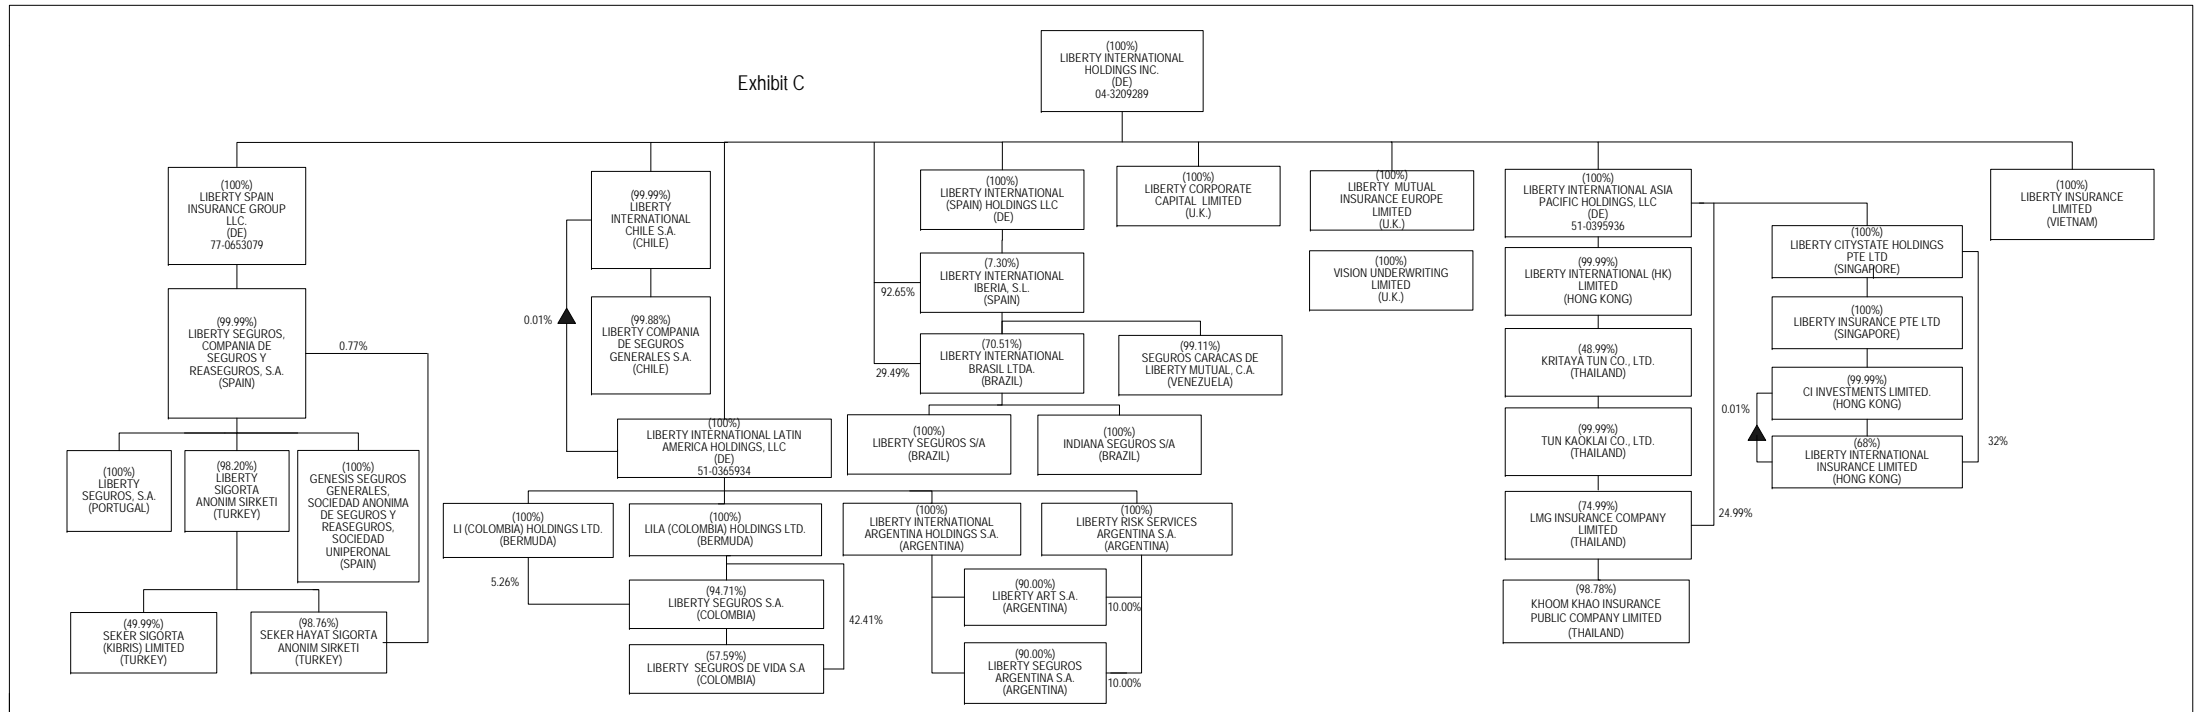 Exhibit C
(100%)
LIBERTY INTERNATIONAL
HOLDINGS INC.
(DE)
04-3209289
(100%)
LIBERTY SPAIN
INSURANCE GROUP
LLC.
(DE)
77-0653079
(99.99%)
LIBERTY SEGUROS,
COMPANIA DE
SEGUROS Y
REASEGUROS, S.A.
(SPAIN)
0.77%
(100%)
LIBERTY
SEGUROS, S.A.
(PORTUGAL)
(98.20%)
LIBERTY
SIGORTA
ANONIM SIRKETI
(TURKEY)
(100%)
GENESIS SEGUROS
GENERALES,
SOCIEDAD ANONIMA
DE SEGUROS Y
REASEGUROS,
SOCIEDAD
UNIPERONAL
(SPAIN)
(49.99%)
SEKER SIGORTA
(KIBRIS) LIMITED
(TURKEY)
(98.76%)
SEKER HAYAT SIGORTA
ANONIM SIRKETI
(TURKEY)
(99.99%)
LIBERTY
INTERNATIONAL
CHILE S.A.
(CHILE)
0.01%
(99.88%)
LIBERTY COMPANIA
DE SEGUROS
GENERALES S.A.
(CHILE)
(100%)
LIBERTY INTERNATIONAL LATIN
AMERICA HOLDINGS, LLC
(DE)
51-0365934
(100%)
LI (COLOMBIA) HOLDINGS LTD.
(BERMUDA)
(100%)
LILA (COLOMBIA) HOLDINGS LTD.
(BERMUDA)
(100%)
LIBERTY INTERNATIONAL
ARGENTINA HOLDINGS S.A.
(ARGENTINA)
(100%)
LIBERTY RISK SERVICES
ARGENTINA S.A.
(ARGENTINA)
5.26%
(94.71%)
LIBERTY SEGUROS S.A.
(COLOMBIA)
42.41%
(57.59%)
LIBERTY SEGUROS DE VIDA S.A
(COLOMBIA)
(90.00%)
LIBERTY ART S.A.
(ARGENTINA)
10.00%
(90.00%)
LIBERTY SEGUROS
ARGENTINA S.A.
(ARGENTINA)
10.00%
(100%)
LIBERTY INTERNATIONAL
(SPAIN) HOLDINGS LLC
(DE)
92.65%
(7.30%)
LIBERTY INTERNATIONAL
IBERIA, S.L.
(SPAIN)
29.49%
(70.51%)
LIBERTY INTERNATIONAL
BRASIL LTDA.
(BRAZIL)
(99.11%)
SEGUROS CARACAS DE
LIBERTY MUTUAL, C.A.
(VENEZUELA)
(100%)
LIBERTY SEGUROS S/A
(BRAZIL)
(100%)
INDIANA SEGUROS S/A
(BRAZIL)
(100%)
LIBERTY CORPORATE
CAPITAL LIMITED
(U.K.)
(100%)
LIBERTY MUTUAL
INSURANCE EUROPE
LIMITED
(U.K.)
(100%)
VISION UNDERWRITING
LIMITED
(U.K.)
(100%)
LIBERTY INTERNATIONAL ASIA
PACIFIC HOLDINGS, LLC
(DE)
51-0395936
(99.99%)
LIBERTY INTERNATIONAL (HK)
LIMITED
(HONG KONG)
(48.99%)
KRITAYA TUN CO., LTD.
(THAILAND)
(99.99%)
TUN KAOKLAI CO., LTD.
(THAILAND)
(74.99%)
LMG INSURANCE COMPANY
LIMITED
(THAILAND)
24.99%
(98.78%)
KHOOM KHAO INSURANCE
PUBLIC COMPANY LIMITED
(THAILAND)
(100%)
LIBERTY CITYSTATE HOLDINGS
PTE LTD
(SINGAPORE)
(100%)
LIBERTY INSURANCE PTE LTD
(SINGAPORE)
(99.99%)
CI INVESTMENTS LIMITED.
(HONG KONG)
0.01%
32%
(68%)
LIBERTY INTERNATIONAL
INSURANCE LIMITED
(HONG KONG)
(100%)
LIBERTY INSURANCE
LIMITED
(VIETNAM)